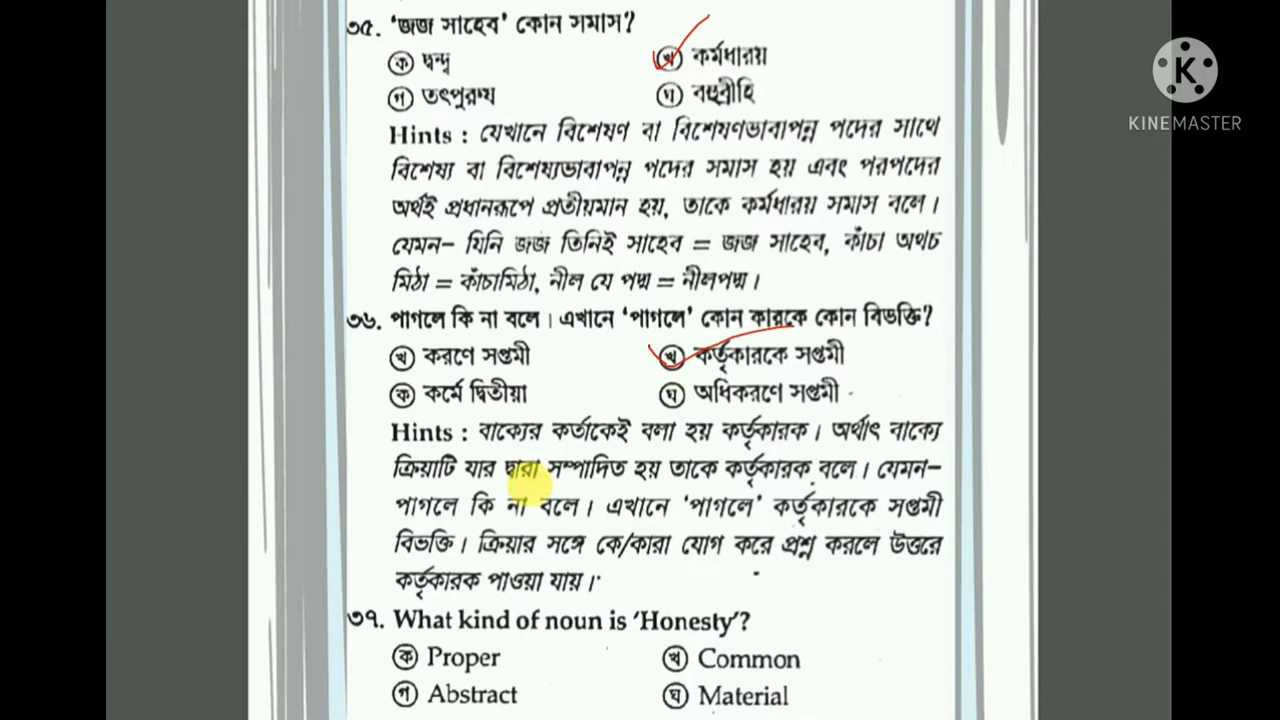 ৩৫. ‘জজ সাহেব’ কোন সমাস?
ক দ্বন্দ্ব খ কর্মধারয়
গ তৎপুরুষ ঘ বহুব্রীহি
Hints : যেখানে বিশেষণ বা বিশেষণভাবাপন্ন পদের সাথে
বিশেষ্য বা বিশেষ্যভাবাপন্ন পদের সমাস হয় এবং পরপদের
অর্থই প্রধানরূপে প্রতীয়মান হয়, তাকে কর্মধারয় সমাস বলে।
যেমন– যিনি জজ তিনিই সাহেব = জজ সাহেব, কাঁচা অথচ
মিঠা = কাঁচামিঠা, নীল যে পদ্ম = নীলপদ্ম।
৩৬. পাগলে কি না বলে। এখানে ‘পাগলে’ কোন কারকে কোন বিভক্তি?
খ করণে সপ্তমী খ কর্তৃকারকে সপ্তমী
ক কর্মে দ্বিতীয়া ঘ অধিকরণে সপ্তমী
Hints : বাক্যের কর্তাকেই বলা হয় কর্তৃকারক। অর্থাৎ বাক্যে
ক্রিয়াটি যার দ্বারা সম্পাদিত হয় তাকে কর্তৃকারক বলে। যেমন–
পাগলে কি না বলে। এখানে ‘পাগলে’ কর্তৃকারকে সপ্তমী
বিভক্তি। ক্রিয়ার সঙ্গে কে/কারা যোগ করে প্রশ্ন করলে উত্তরে
কর্তৃকারক পাওয়া যায়।
৩৭. What kind of noun is ‘Honesty’?
ক Proper খ Common
গ Abstract ঘ Material
K
KINEMASTER